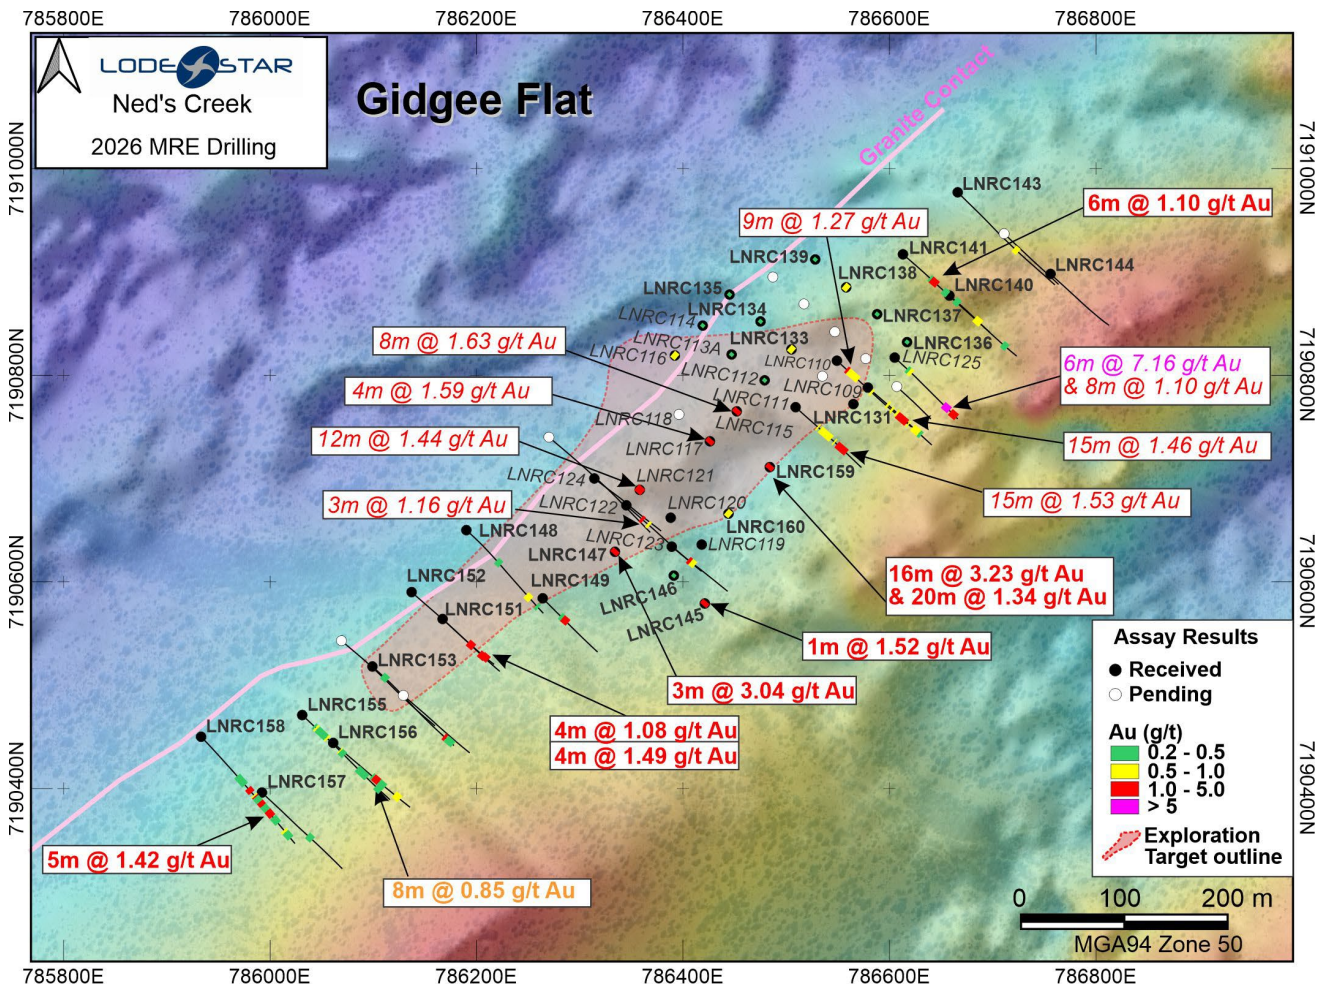 785800E 786000E 786200E 786400E 786600E 786800E
LODE STAR
Ned's Creek
2026 MRE Drilling
Gidgee Flat
Granite Contact
7191000N
7191000N
LNRC143
6m @ 1.10 g/t Au
9m @ 1.27 g/t Au
LNRC141
LNRC139
LNRC138
LNRC144
LNRC140
LNRC135
LNRC134
LNRC114
LNRC137
8m @ 1.63 g/t Au
LNRC113A
LNRC133
LNRC136
LNRC116
LNRC110
LNRC125
6m @ 7.16 g/t Au
& 8m @ 1.10 g/t Au
7190800N
7190800N
LNRC112
LNRC109
4m @ 1.59 g/t Au
LNRC111
LNRC118
LNRC115
LNRC131
12m @ 1.44 g/t Au
LNRC117
15m @ 1.46 g/t Au
LNRC124
LNRC121
LNRC159
3m @ 1.16 g/t Au
LNRC122
LNRC120
15m @ 1.53 g/t Au
LNRC148
LNRC123
LNRC160
LNRC147
LNRC119
LNRC152
LNRC149
16m @ 3.23 g/t Au
& 20m @ 1.34 g/t Au
7190600N
7190600N
LNRC151
LNRC146
LNRC145
1m @ 1.52 g/t Au
LNRC153
3m @ 3.04 g/t Au
LNRC155
LNRC158
LNRC156
4m @ 1.08 g/t Au
4m @ 1.49 g/t Au
LNRC157
7190400N
7190400N
5m @ 1.42 g/t Au
8m @ 0.85 g/t Au
Assay Results
Received
Pending
Au (g/t)
0.2 - 0.5
0.5 - 1.0
1.0 - 5.0
> 5
Exploration
Target outline
0 100 200 m
MGA94 Zone 50
785800E 786000E 786200E 786400E 786600E 786800E